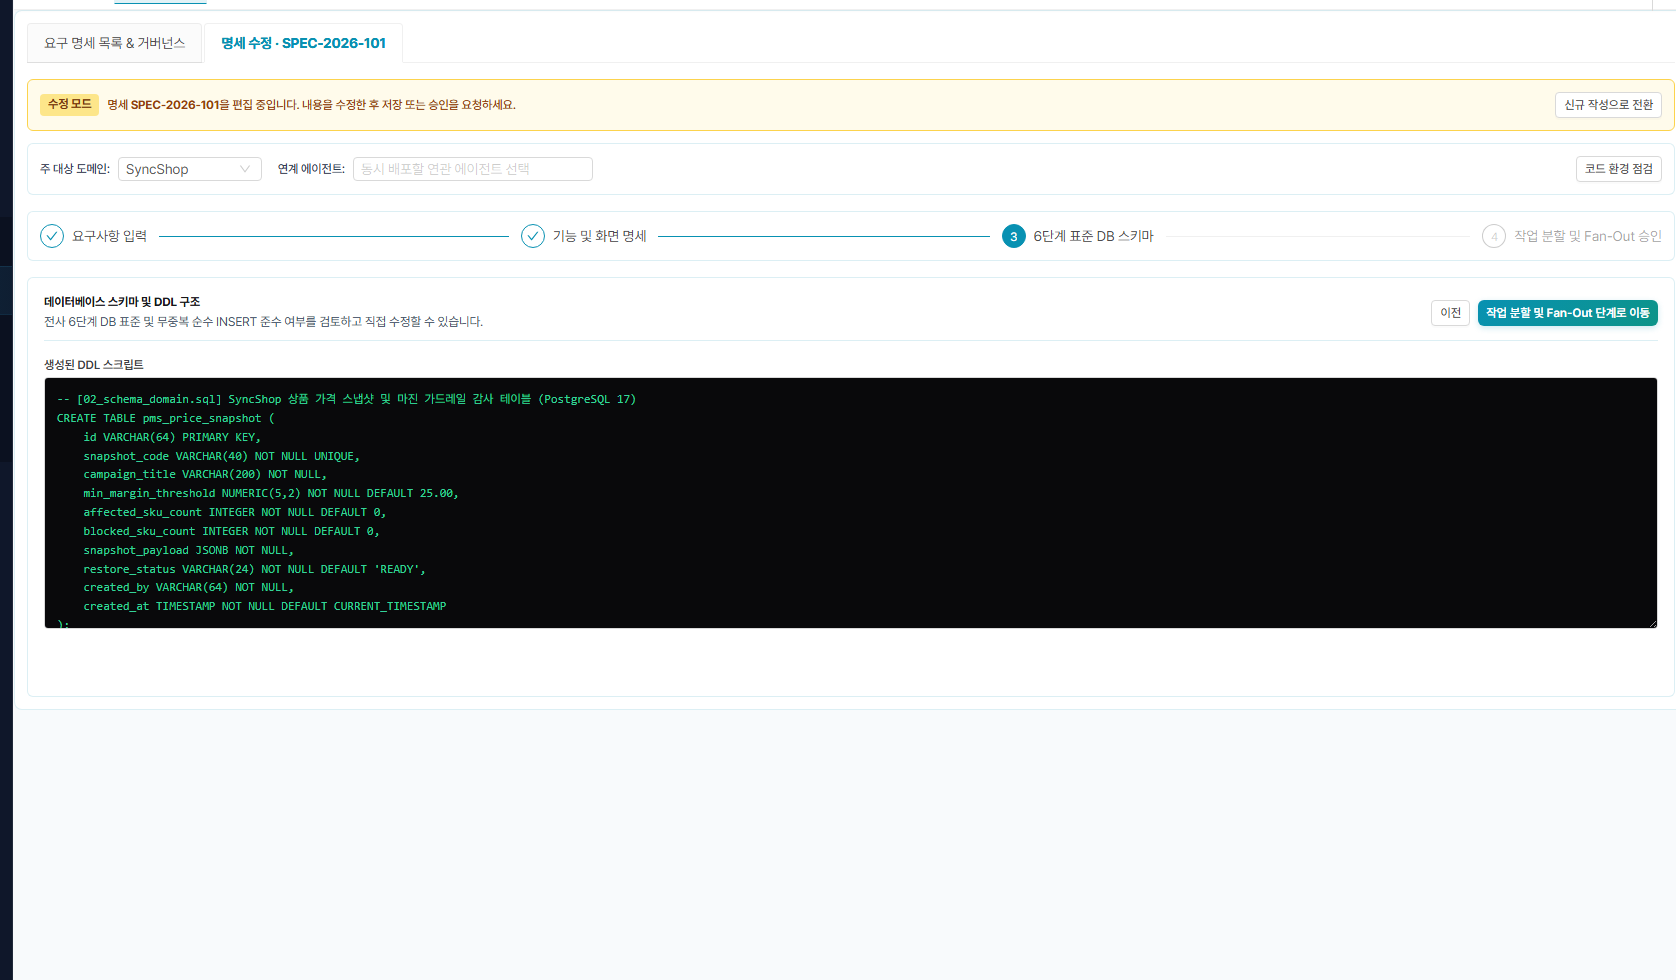 요구 명세 목록 & 거버넌스
명세 수정 · SPEC-2026-101
수정 모드 명세 SPEC-2026-101을 편집 중입니다. 내용을 수정한 후 저장 또는 승인을 요청하세요.
신규 작성으로 전환
주 대상 도메인: SyncShop 연계 에이전트: 동시 배포할 연관 에이전트 선택
코드 환경 점검
요구사항 입력
기능 및 화면 명세
3 6단계 표준 DB 스키마
4 작업 분할 및 Fan-Out 승인
데이터베이스 스키마 및 DDL 구조
전사 6단계 DB 표준 및 무중복 순수 INSERT 준수 여부를 검토하고 직접 수정할 수 있습니다.
이전
작업 분할 및 Fan-Out 단계로 이동
생성된 DDL 스크립트
-- [02_schema_domain.sql] SyncShop 상품 가격 스냅샷 및 마진 가드레일 감사 테이블 (PostgreSQL 17)
CREATE TABLE pms_price_snapshot (
    id VARCHAR(64) PRIMARY KEY,
    snapshot_code VARCHAR(40) NOT NULL UNIQUE,
    campaign_title VARCHAR(200) NOT NULL,
    min_margin_threshold NUMERIC(5,2) NOT NULL DEFAULT 25.00,
    affected_sku_count INTEGER NOT NULL DEFAULT 0,
    blocked_sku_count INTEGER NOT NULL DEFAULT 0,
    snapshot_payload JSONB NOT NULL,
    restore_status VARCHAR(24) NOT NULL DEFAULT 'READY',
    created_by VARCHAR(64) NOT NULL,
    created_at TIMESTAMP NOT NULL DEFAULT CURRENT_TIMESTAMP
);